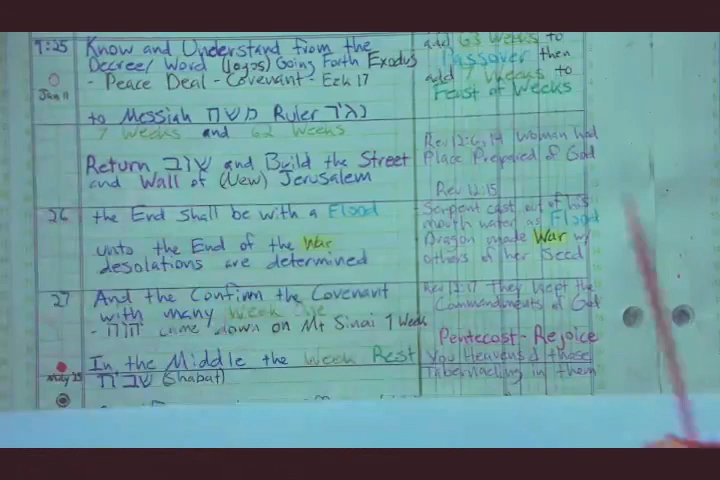 9:25 Know and Understand from the
Decree/Word (logos) Going Forth Exodus
- Peace Deal - Covenant - Ezk 17
Jan 11
to Messiah משח Ruler נגיד
7 Weeks and 62 Weeks
Return שוב and Build the Street
and Wall of (New) Jerusalem
add 63 Weeks to
Passover then
add 7 Weeks to
Feast of Weeks
Rev 12:6, 14 Woman had
Place Prepared of God
26 the End Shall be with a Flood
unto the End of the War
desolations are determined
Rev 12:15
Serpent cast out of his
mouth water as Flood
Dragon made War w/
others of her Seed
27 And the Confirm the Covenant
with many Week One
- יהוה came down on Mt Sinai 1 Week
Rev 12:17 They Kept the
Commandments of God
In the Middle the Week Rest
שבת (Shabat)
May 25
Pentecost - Rejoice
You Heavens & those
Tabernacling in them